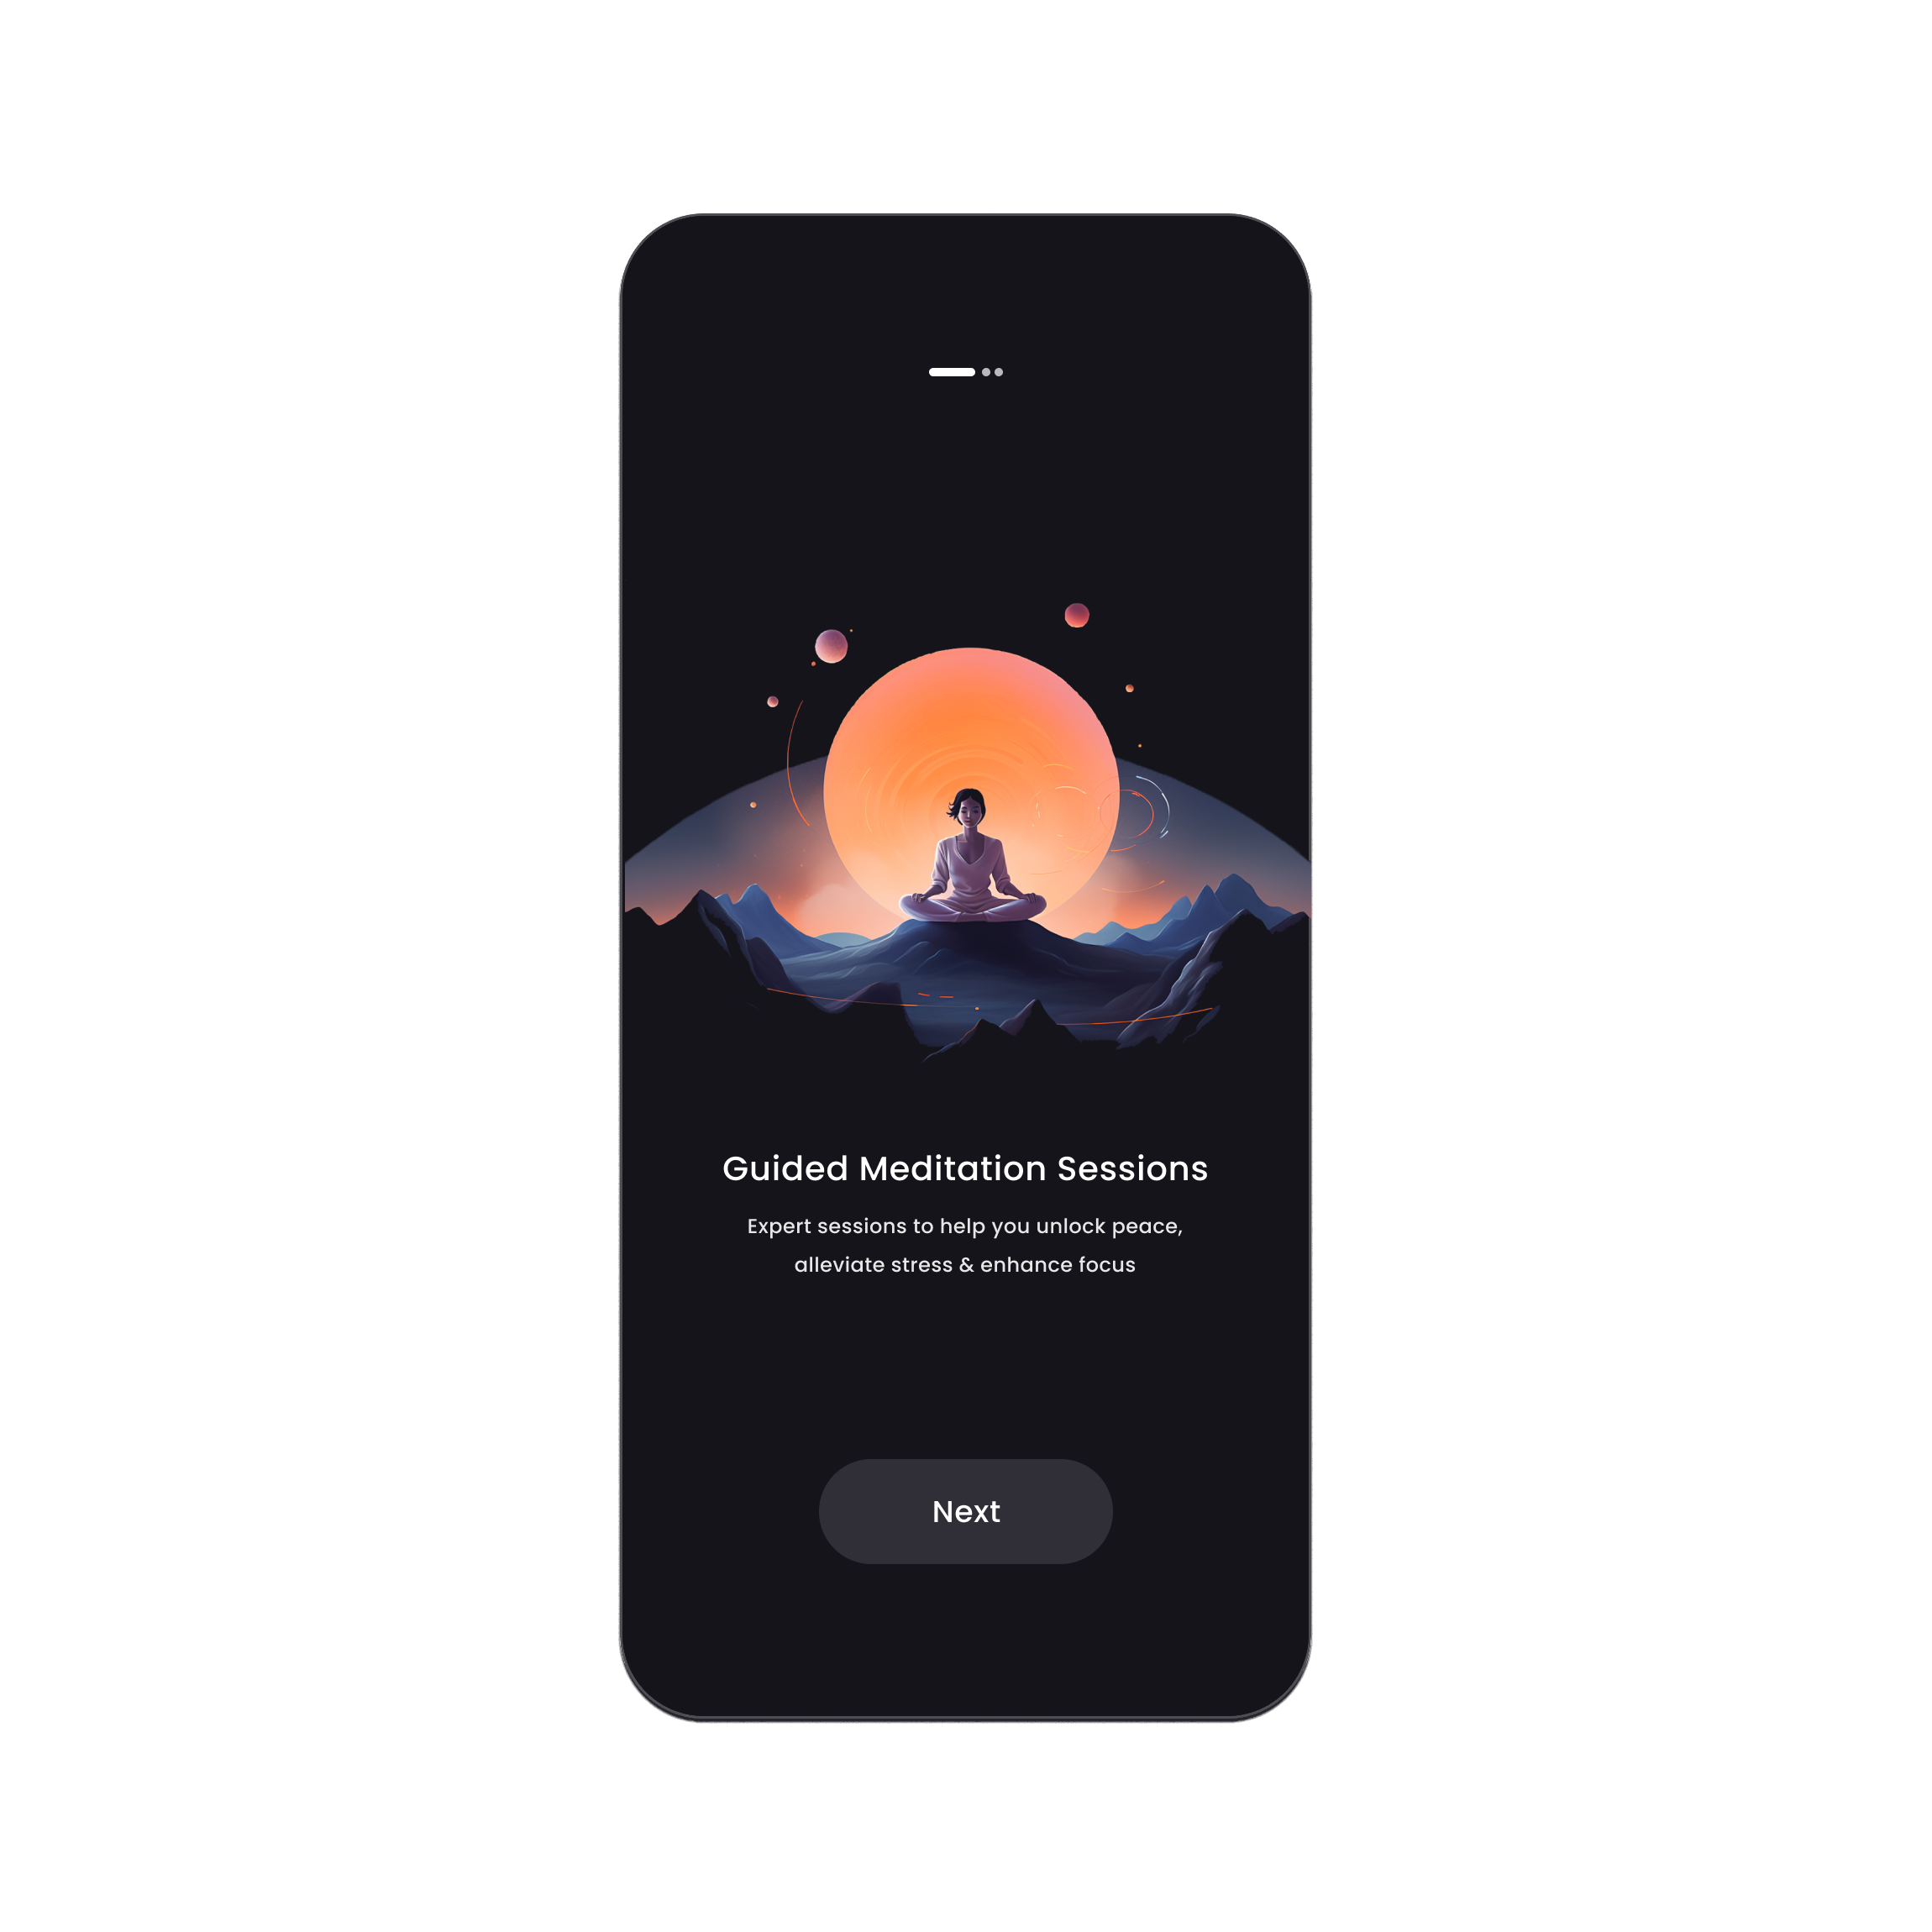 Guided Meditation Sessions
Expert sessions to help you unlock peace,
alleviate stress & enhance focus
Next